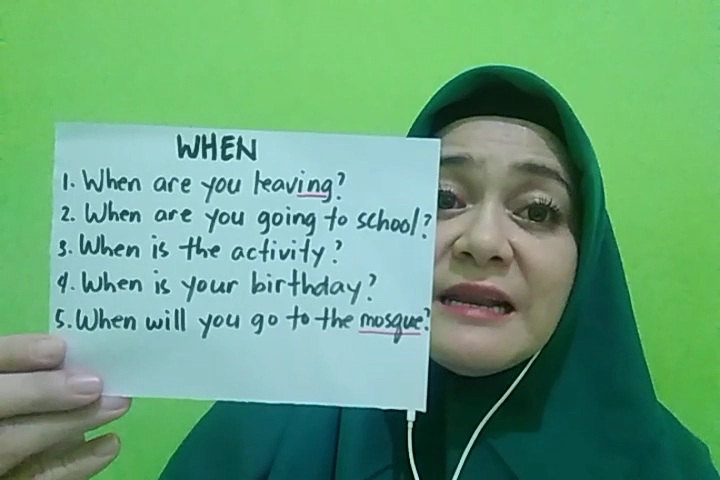 WHEN
1. When are you leaving?
2. When are you going to school?
3. When is the activity?
4. When is your birthday?
5. When will you go to the mosque?